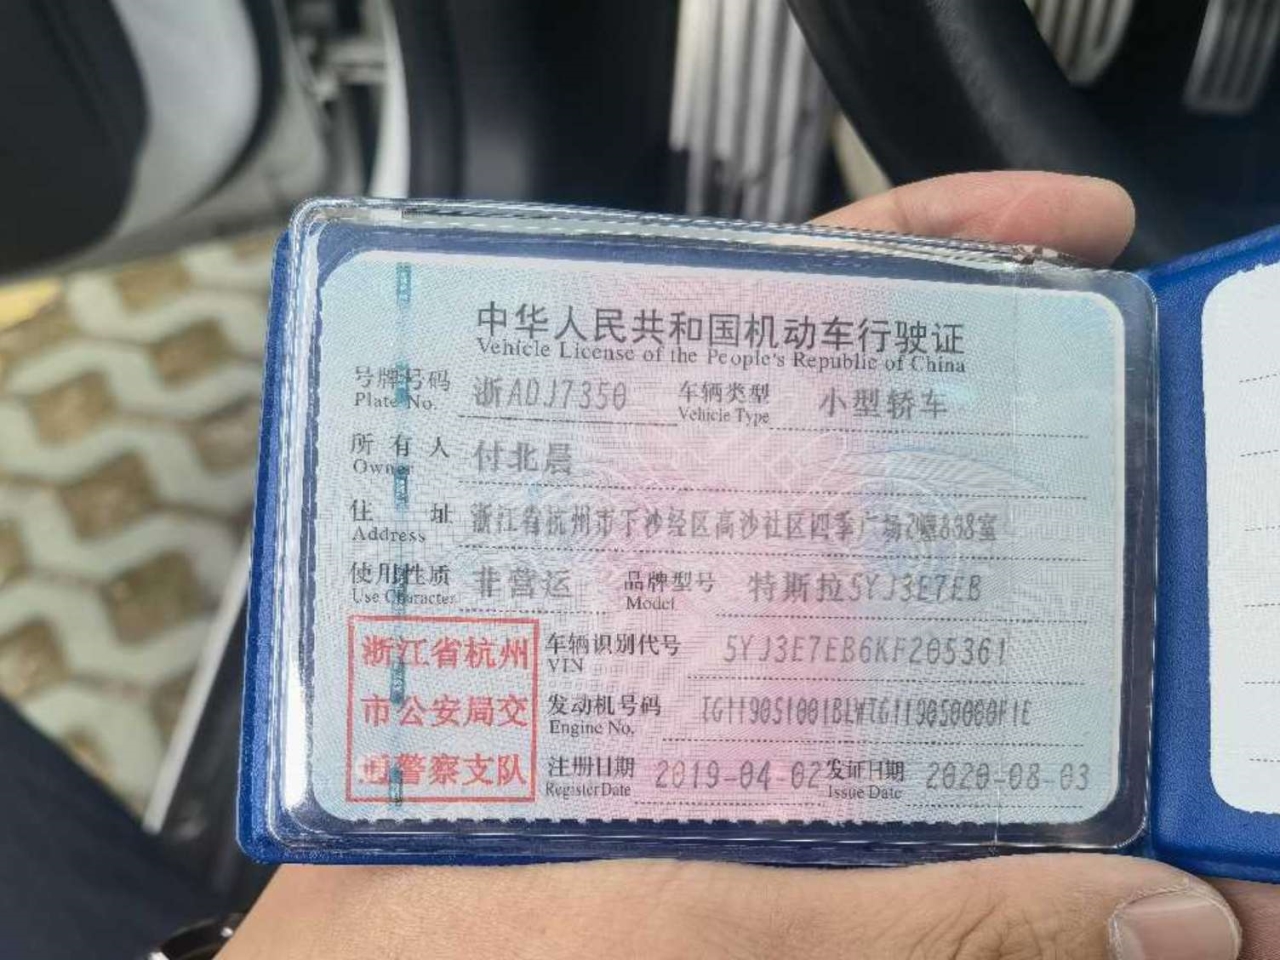 中华人民共和国机动车行驶证
Vehicle License of the People's Republic of China
号牌号码 浙ADJ7350 车辆类型 小型轿车
Plate No. Vehicle Type
所有人 付北晨
Owner
住址 浙江省杭州市下沙经区高沙社区四季广场2幢838室
Address
使用性质 非营运 品牌型号 特斯拉5YJ3E7EB
Use Character Model
浙江省杭州
市公安局交
通警察支队
车辆识别代号 5YJ3E7EB6KF205361
VIN
发动机号码
Engine No.
注册日期 2019-04-02 发证日期 2020-08-03
Register Date Issue Date